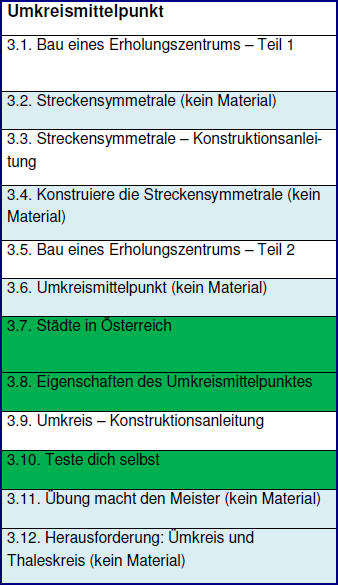 Umkreismittelpunkt
3.1. Bau eines Erholungszentrums – Teil 1
3.2. Streckensymmetrale (kein Material)
3.3. Streckensymmetrale – Konstruktionsanlei-
tung
3.4. Konstruiere die Streckensymmetrale (kein
Material)
3.5. Bau eines Erholungszentrums – Teil 2
3.6. Umkreismittelpunkt (kein Material)
3.7. Städte in Österreich
3.8. Eigenschaften des Umkreismittelpunktes
3.9. Umkreis – Konstruktionsanleitung
3.10. Teste dich selbst
3.11. Übung macht den Meister (kein Material)
3.12. Herausforderung: Ümkreis und
Thaleskreis (kein Material)